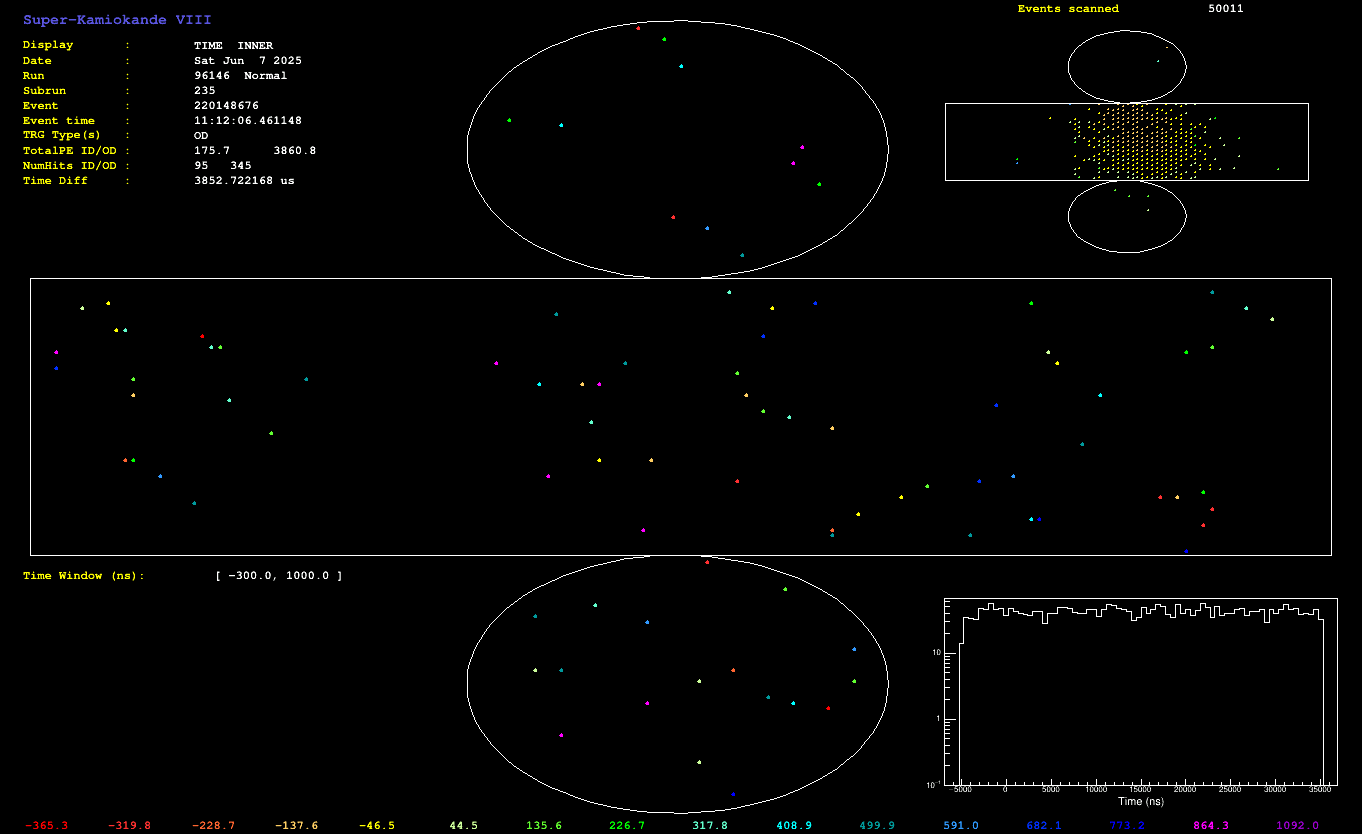 Super-Kamiokande VIII
Display : TIME INNER
Date : Sat Jun 7 2025
Run : 96146 Normal
Subrun : 235
Event : 220148676
Event time : 11:12:06.461148
TRG Type(s) : OD
TotalPE ID/OD : 175.7 3860.8
NumHits ID/OD : 95 345
Time Diff : 3852.722168 us
Events scanned 50011
Time Window (ns): [ -300.0, 1000.0 ]
10
1
10⁻¹
-5000 0 5000 10000 15000 20000 25000 30000 35000
Time (ns)
-365.3 -319.8 -228.7 -137.6 -46.5 44.5 135.6 226.7 317.8 408.9 499.9 591.0 682.1 773.2 864.3 1092.0